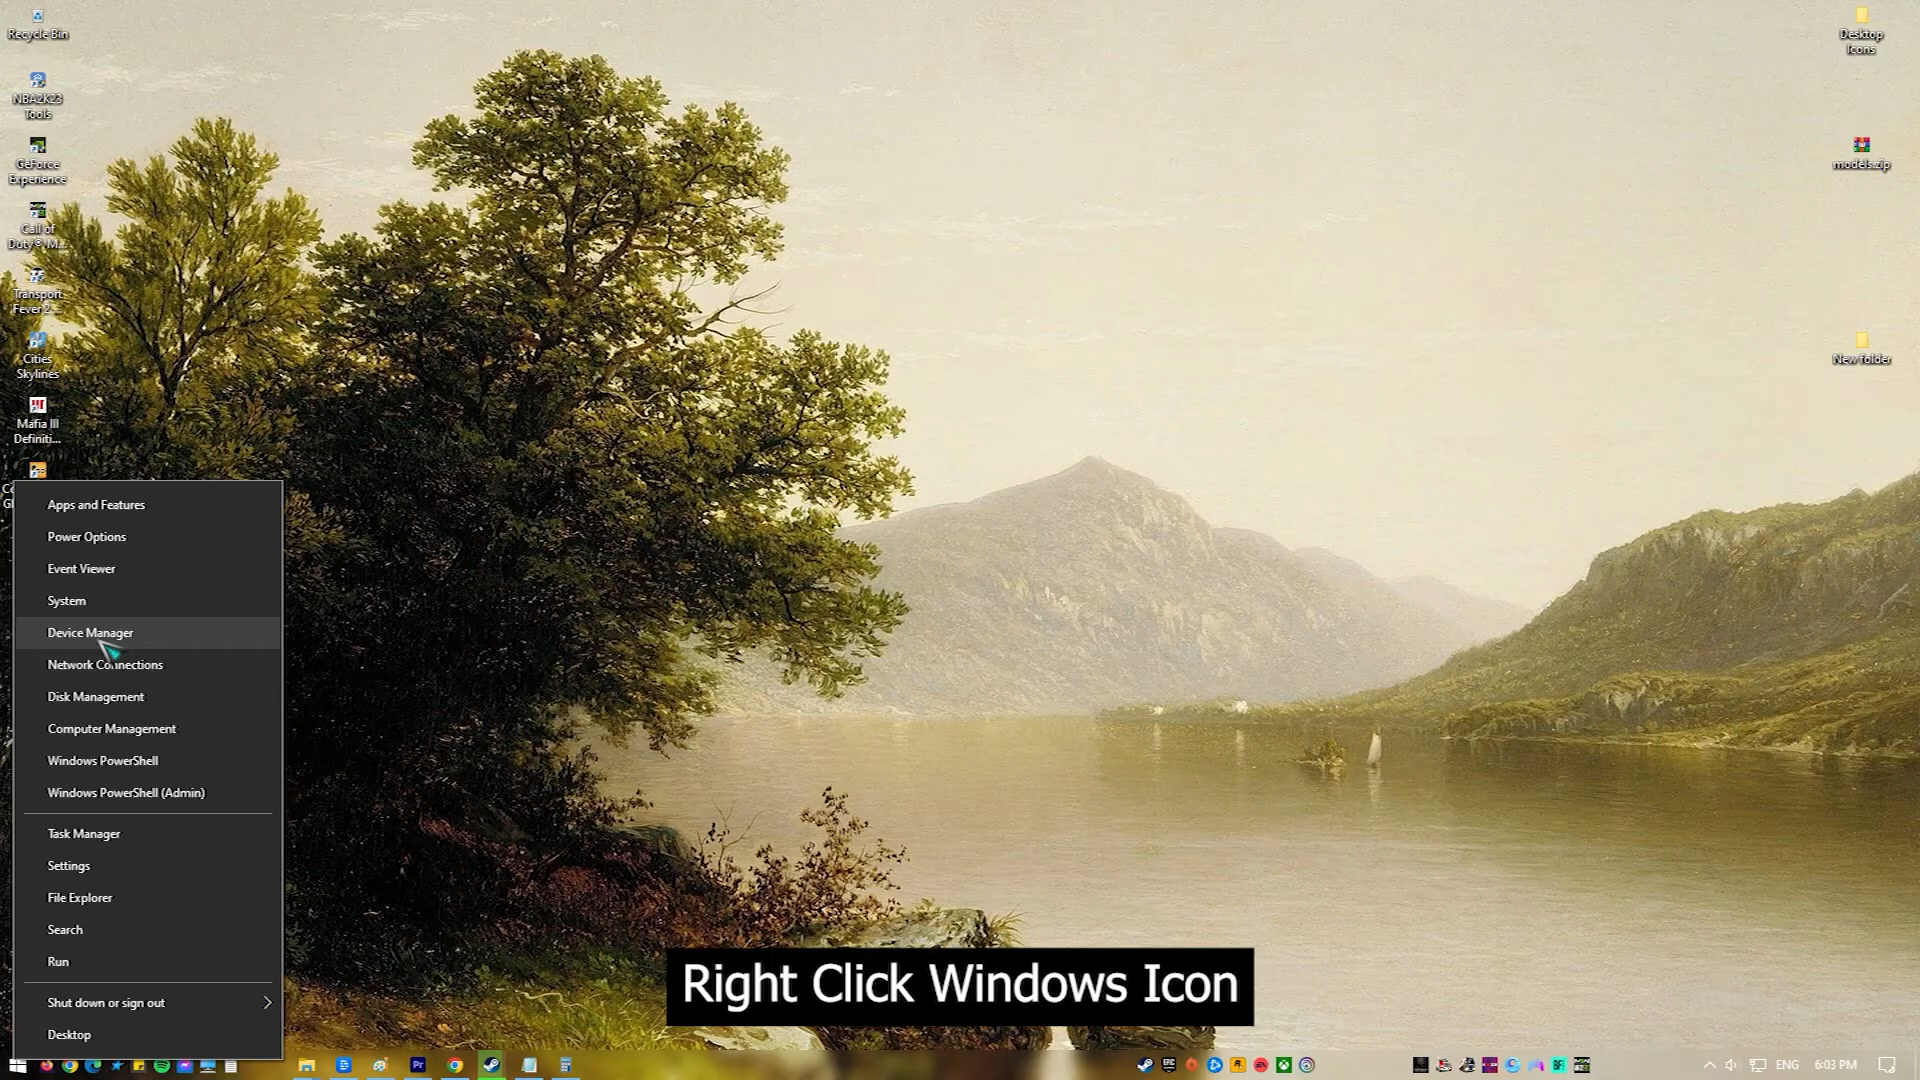 Recycle Bin
NBA2K23
Tools
GeForce
Experience
Call of
Duty® M...
Transport
Fever 2...
Cities
Skylines
Mafia III
Definiti...
Desktop
Icons
models.zip
New folder
Apps and Features
Power Options
Event Viewer
System
Device Manager
Network Connections
Disk Management
Computer Management
Windows PowerShell
Windows PowerShell (Admin)
Task Manager
Settings
File Explorer
Search
Run
Shut down or sign out
Desktop
Right Click Windows Icon
Pr
ENG
6:03 PM